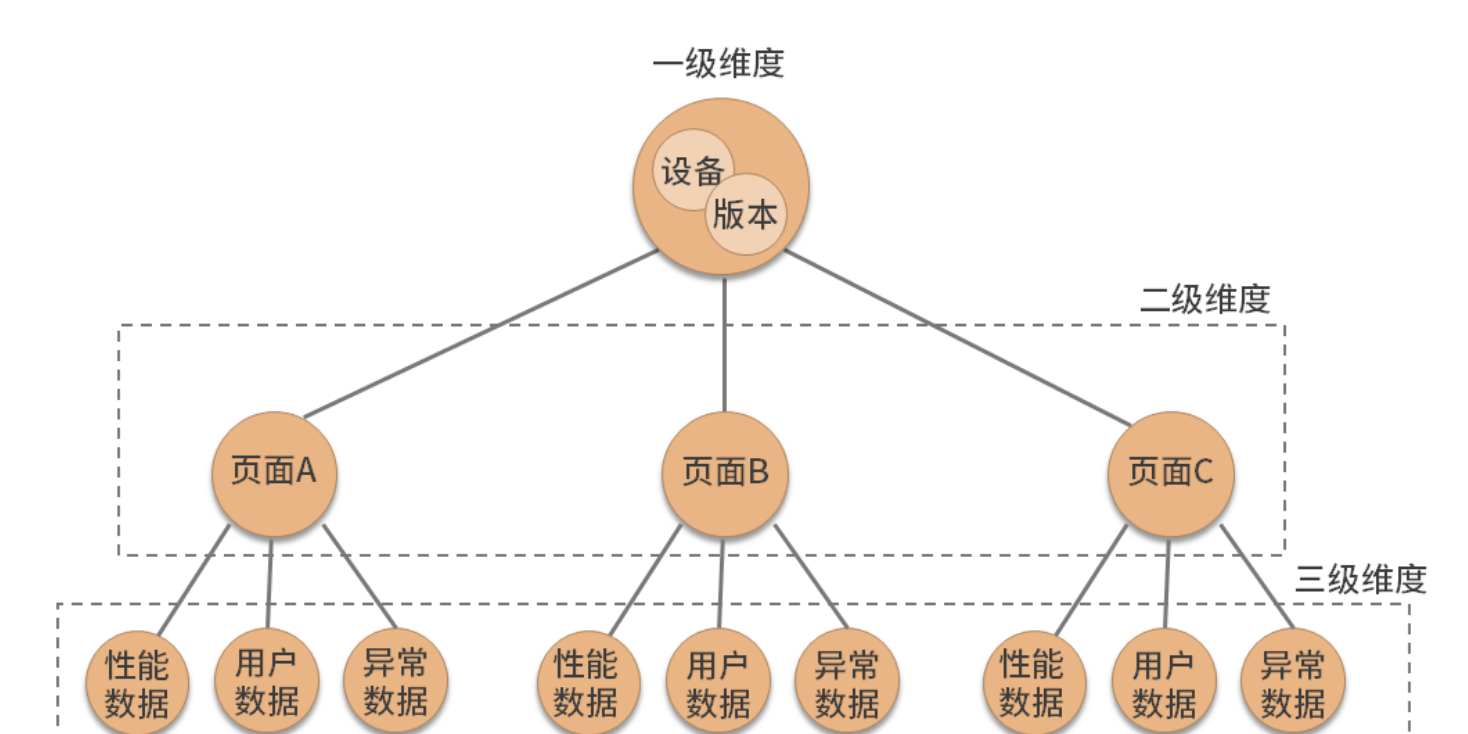 一级维度
设备
版本
二级维度
页面A
页面B
页面C
三级维度
性能
数据
用户
数据
异常
数据
性能
数据
用户
数据
异常
数据
性能
数据
用户
数据
异常
数据